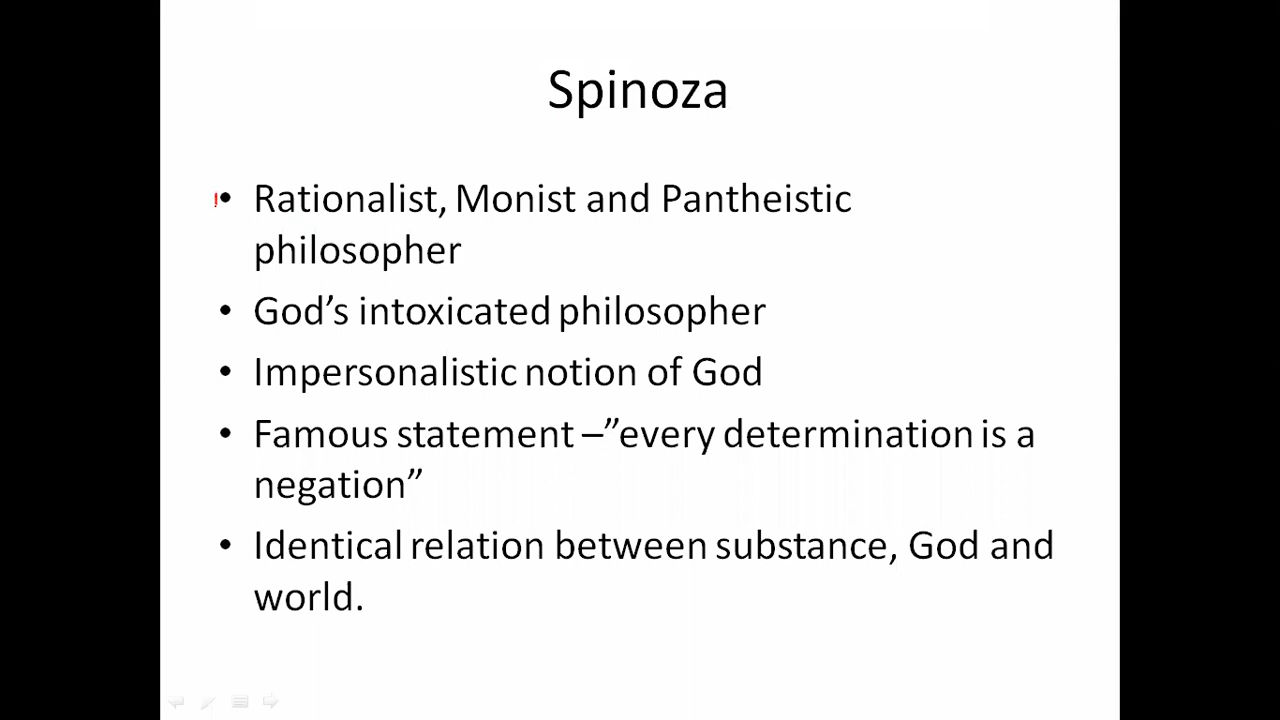 Spinoza
• Rationalist, Monist and Pantheistic
philosopher
• God’s intoxicated philosopher
• Impersonalistic notion of God
• Famous statement –”every determination is a
negation”
• Identical relation between substance, God and
world.